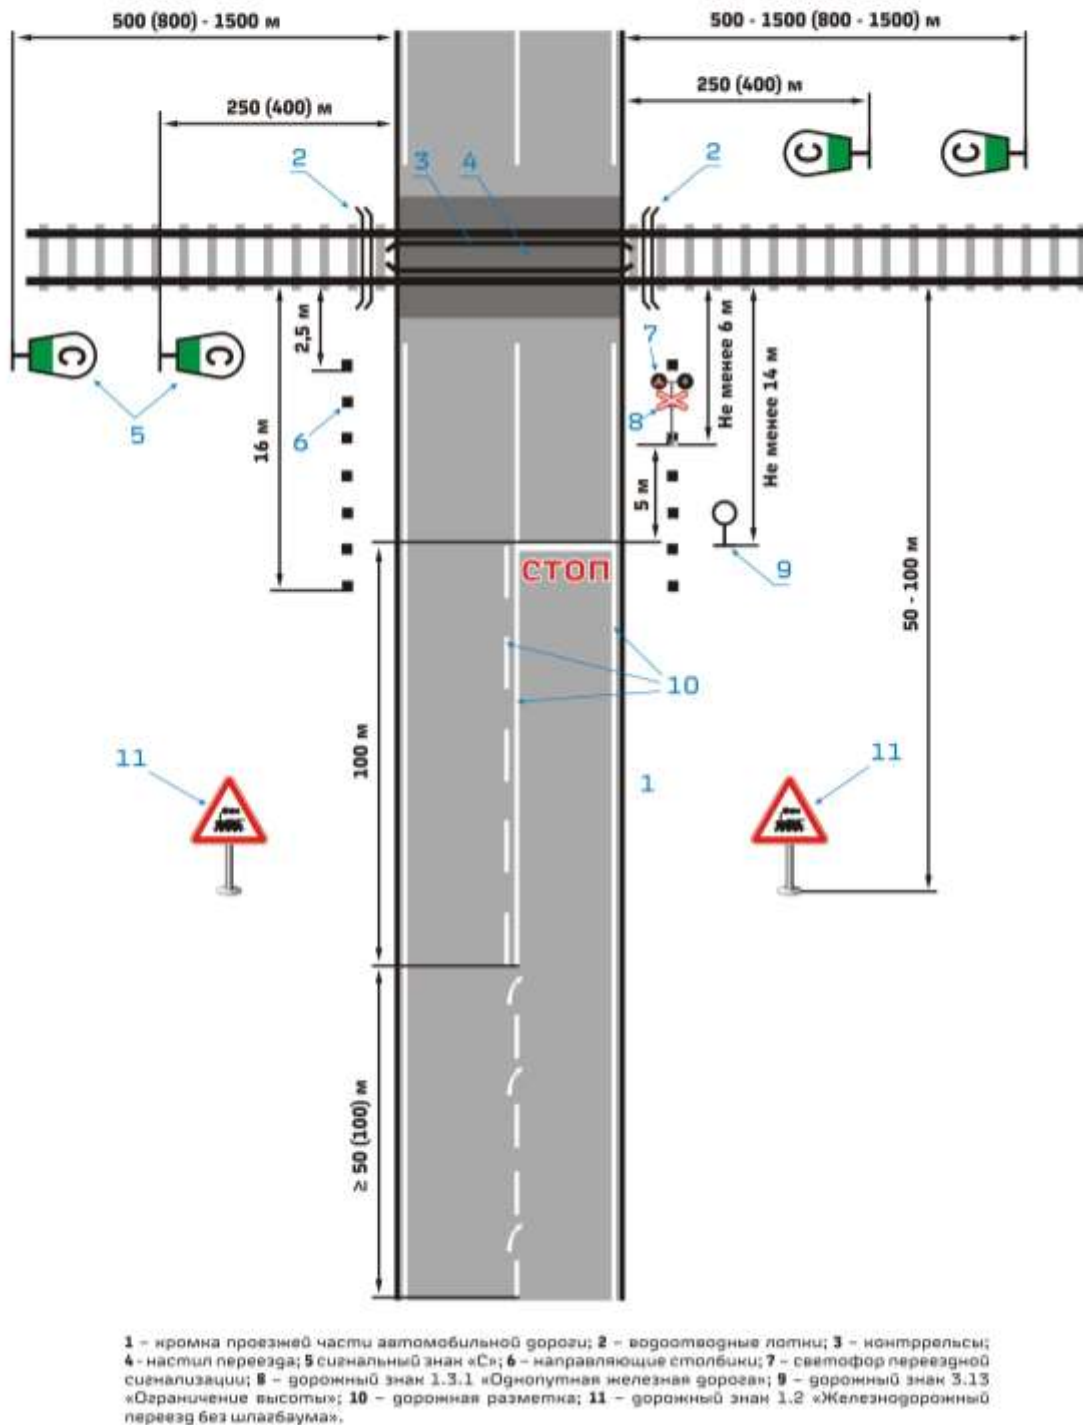 500 (800) - 1500 м
500 - 1500 (800 - 1500) м
250 (400) м
250 (400) м
2
3
4
2
С
С
С
С
5
6
2,5 м
16 м
7
8
Не менее 6 м
Не менее 14 м
5 м
9
50 - 100 м
СТОП
10
100 м
11
1
11
≥ 50 (100) м
1 – кромка проезжей части автомобильной дороги; 2 – водоотводные лотки; 3 – контррельсы;
4 - настил переезда; 5 сигнальный знак «С»; 6 – направляющие столбики; 7 – светофор переездной
сигнализации; 8 – дорожный знак 1.3.1 «Однопутная железная дорога»; 9 – дорожный знак 3.13
«Ограничение высоты»; 10 – дорожная разметка; 11 – дорожный знак 1.2 «Железнодорожный
переезд без шлагбаума».